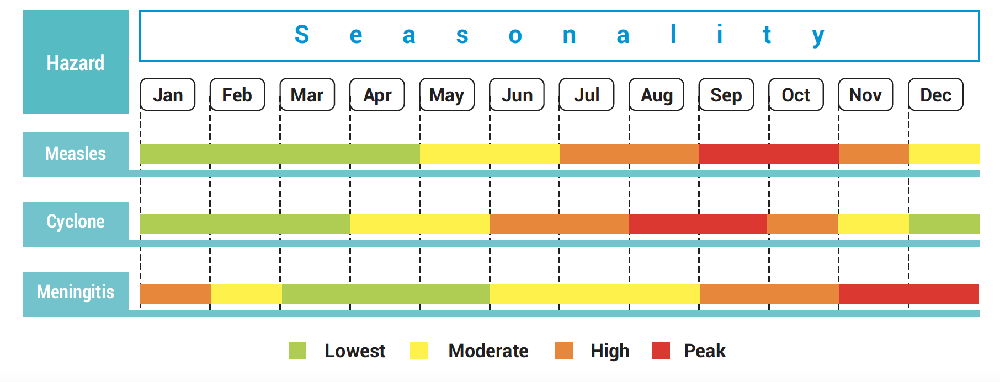 Hazard
S e a s o n a l i t y
Jan Feb Mar Apr May Jun Jul Aug Sep Oct Nov Dec
Measles
Cyclone
Meningitis
Lowest Moderate High Peak